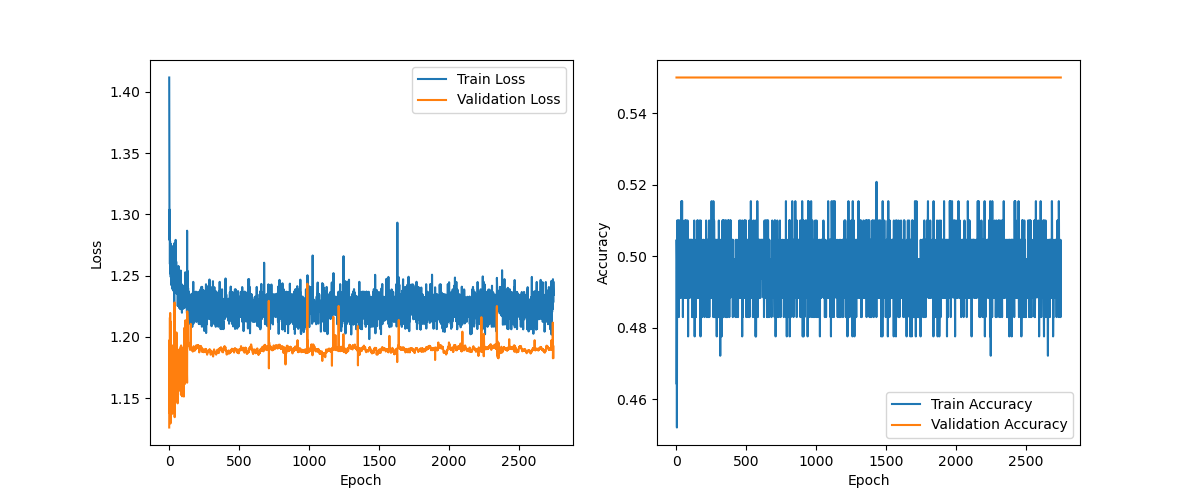 Train Loss
Validation Loss
1.40
1.35
1.30
1.25
1.20
1.15
Loss
0 500 1000 1500 2000 2500
Epoch
0.54
0.52
0.50
0.48
0.46
Accuracy
Train Accuracy
Validation Accuracy
0 500 1000 1500 2000 2500
Epoch